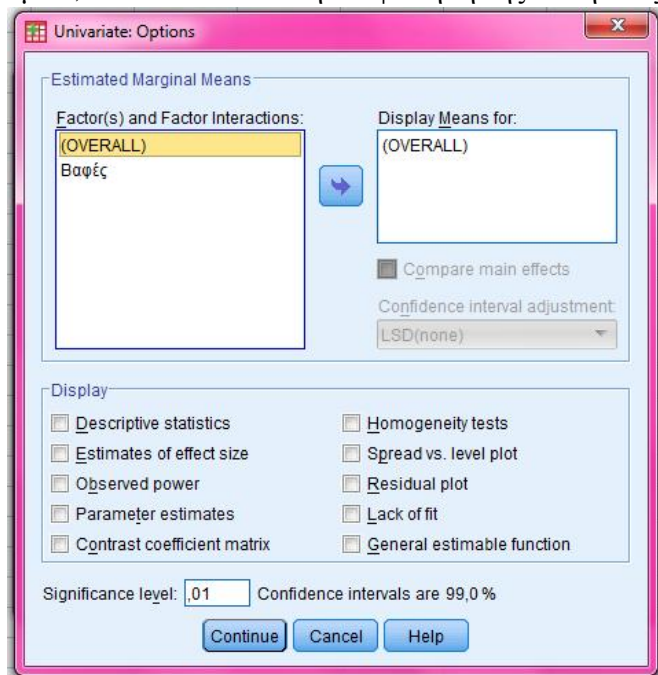 Univariate: Options
Estimated Marginal Means
Factor(s) and Factor Interactions:
(OVERALL)
Βαφές
Display Means for:
(OVERALL)
Compare main effects
Confidence interval adjustment:
LSD(none)
Display
Descriptive statistics
Estimates of effect size
Observed power
Parameter estimates
Contrast coefficient matrix
Homogeneity tests
Spread vs. level plot
Residual plot
Lack of fit
General estimable function
Significance level: ,01 Confidence intervals are 99,0 %
Continue Cancel Help